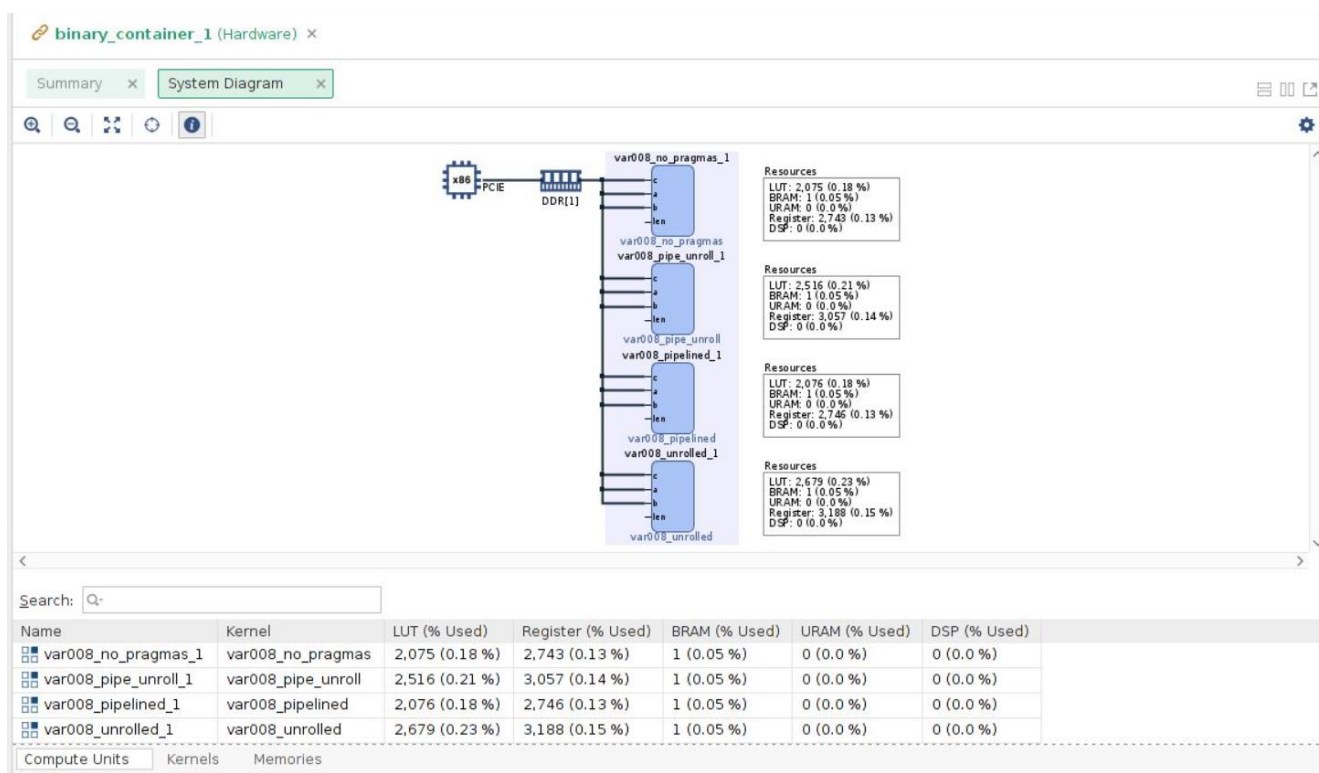 binary_container_1 (Hardware) ×
Summary × System Diagram ×
x86 PCIE DDR[1]
var008_no_pragmas_1
c
a
b
len
var008_no_pragmas
Resources
LUT: 2,075 (0.18 %)
BRAM: 1 (0.05 %)
URAM: 0 (0.0 %)
Register: 2,743 (0.13 %)
DSP: 0 (0.0 %)
var008_pipe_unroll_1
c
a
b
len
var008_pipe_unroll
Resources
LUT: 2,516 (0.21 %)
BRAM: 1 (0.05 %)
URAM: 0 (0.0 %)
Register: 3,057 (0.14 %)
DSP: 0 (0.0 %)
var008_pipelined_1
c
a
b
len
var008_pipelined
Resources
LUT: 2,076 (0.18 %)
BRAM: 1 (0.05 %)
URAM: 0 (0.0 %)
Register: 2,746 (0.13 %)
DSP: 0 (0.0 %)
var008_unrolled_1
c
a
b
len
var008_unrolled
Resources
LUT: 2,679 (0.23 %)
BRAM: 1 (0.05 %)
URAM: 0 (0.0 %)
Register: 3,188 (0.15 %)
DSP: 0 (0.0 %)
Search:
Name Kernel LUT (% Used) Register (% Used) BRAM (% Used) URAM (% Used) DSP (% Used)
var008_no_pragmas_1 var008_no_pragmas 2,075 (0.18 %) 2,743 (0.13 %) 1 (0.05 %) 0 (0.0 %) 0 (0.0 %)
var008_pipe_unroll_1 var008_pipe_unroll 2,516 (0.21 %) 3,057 (0.14 %) 1 (0.05 %) 0 (0.0 %) 0 (0.0 %)
var008_pipelined_1 var008_pipelined 2,076 (0.18 %) 2,746 (0.13 %) 1 (0.05 %) 0 (0.0 %) 0 (0.0 %)
var008_unrolled_1 var008_unrolled 2,679 (0.23 %) 3,188 (0.15 %) 1 (0.05 %) 0 (0.0 %) 0 (0.0 %)
Compute Units Kernels Memories